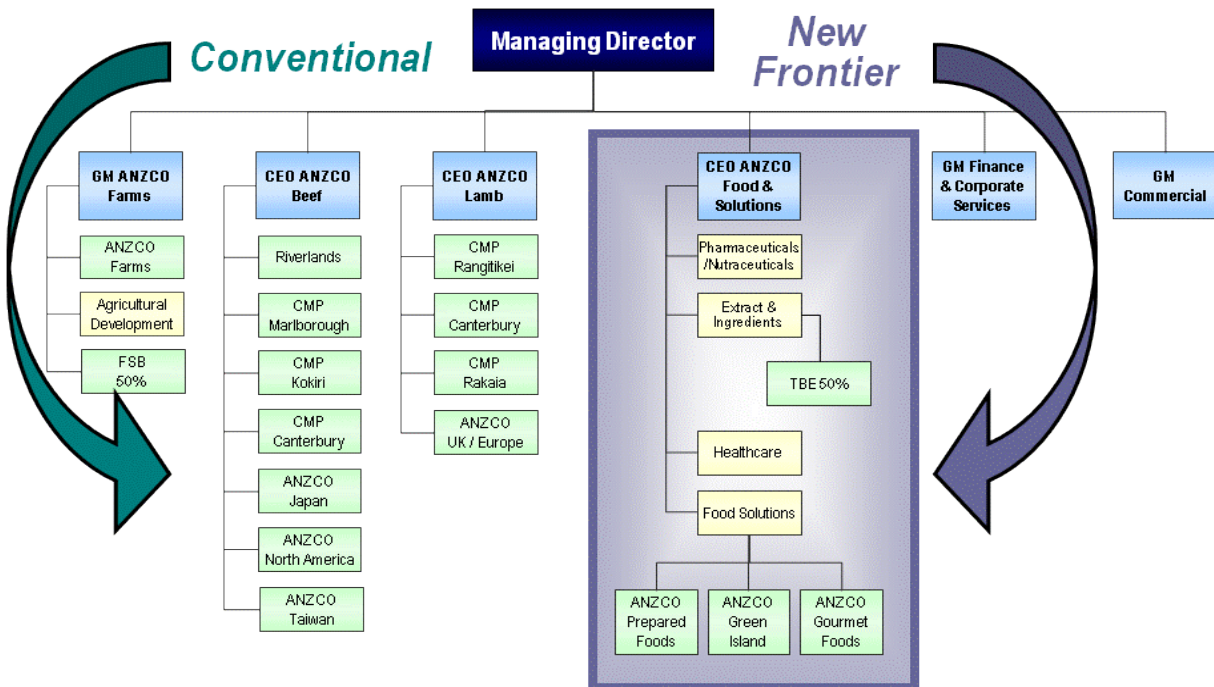 Conventional
Managing Director
New
Frontier
GM ANZCO
Farms
ANZCO
Farms
Agricultural
Development
FSB
50%
CEO ANZCO
Beef
Riverlands
CMP
Marlborough
CMP
Kokiri
CMP
Canterbury
ANZCO
Japan
ANZCO
North America
ANZCO
Taiwan
CEO ANZCO
Lamb
CMP
Rangitikei
CMP
Canterbury
CMP
Rakaia
ANZCO
UK / Europe
CEO ANZCO
Food &
Solutions
Pharmaceuticals
/Nutraceuticals
Extract &
Ingredients
TBE 50%
Healthcare
Food Solutions
ANZCO
Prepared
Foods
ANZCO
Green
Island
ANZCO
Gourmet
Foods
GM Finance
& Corporate
Services
GM
Commercial